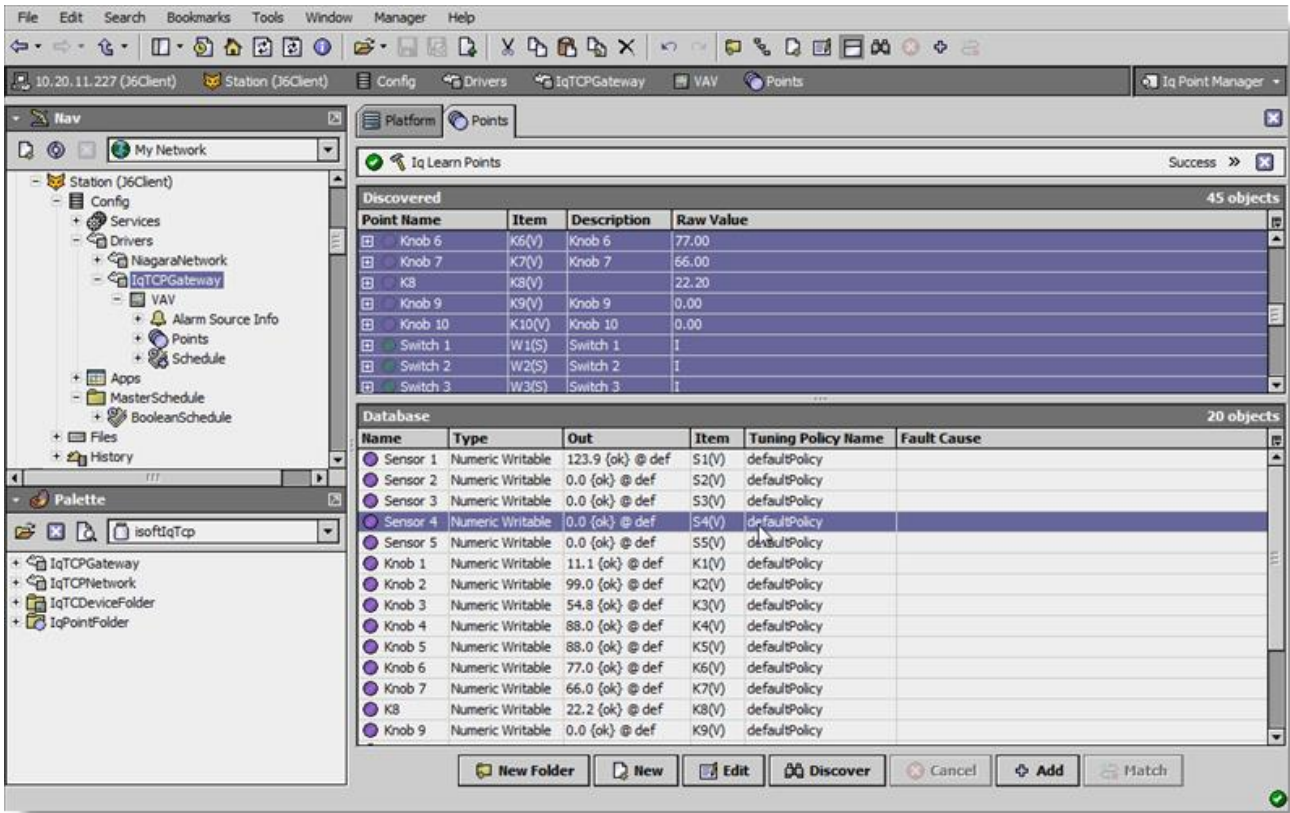 File Edit Search Bookmarks Tools Window Manager Help
10.20.11.227 (J6Client) Station (J6Client) Config Drivers IqTCPGateway VAV Points Iq Point Manager
Nav
My Network
Station (J6Client)
Config
Services
Drivers
NiagaraNetwork
IqTCPGateway
VAV
Alarm Source Info
Points
Schedule
Apps
MasterSchedule
BooleanSchedule
Files
History
Palette
isoftIqTcp
IqTCPGateway
IqTCPNetwork
IqTCDeviceFolder
IqPointFolder
Platform Points
Iq Learn Points Success »
Discovered 45 objects
Point Name Item Description Raw Value
Knob 6 K6(V) Knob 6 77.00
Knob 7 K7(V) Knob 7 66.00
K8 K8(V) 22.20
Knob 9 K9(V) Knob 9 0.00
Knob 10 K10(V) Knob 10 0.00
Switch 1 W1(S) Switch 1 I
Switch 2 W2(S) Switch 2 I
Switch 3 W3(S) Switch 3 I
Database 20 objects
Name Type Out Item Tuning Policy Name Fault Cause
Sensor 1 Numeric Writable 123.9 {ok} @ def S1(V) defaultPolicy
Sensor 2 Numeric Writable 0.0 {ok} @ def S2(V) defaultPolicy
Sensor 3 Numeric Writable 0.0 {ok} @ def S3(V) defaultPolicy
Sensor 4 Numeric Writable 0.0 {ok} @ def S4(V) defaultPolicy
Sensor 5 Numeric Writable 0.0 {ok} @ def S5(V) defaultPolicy
Knob 1 Numeric Writable 11.1 {ok} @ def K1(V) defaultPolicy
Knob 2 Numeric Writable 99.0 {ok} @ def K2(V) defaultPolicy
Knob 3 Numeric Writable 54.8 {ok} @ def K3(V) defaultPolicy
Knob 4 Numeric Writable 88.0 {ok} @ def K4(V) defaultPolicy
Knob 5 Numeric Writable 88.0 {ok} @ def K5(V) defaultPolicy
Knob 6 Numeric Writable 77.0 {ok} @ def K6(V) defaultPolicy
Knob 7 Numeric Writable 66.0 {ok} @ def K7(V) defaultPolicy
K8 Numeric Writable 22.2 {ok} @ def K8(V) defaultPolicy
Knob 9 Numeric Writable 0.0 {ok} @ def K9(V) defaultPolicy
New Folder New Edit Discover Cancel Add Match